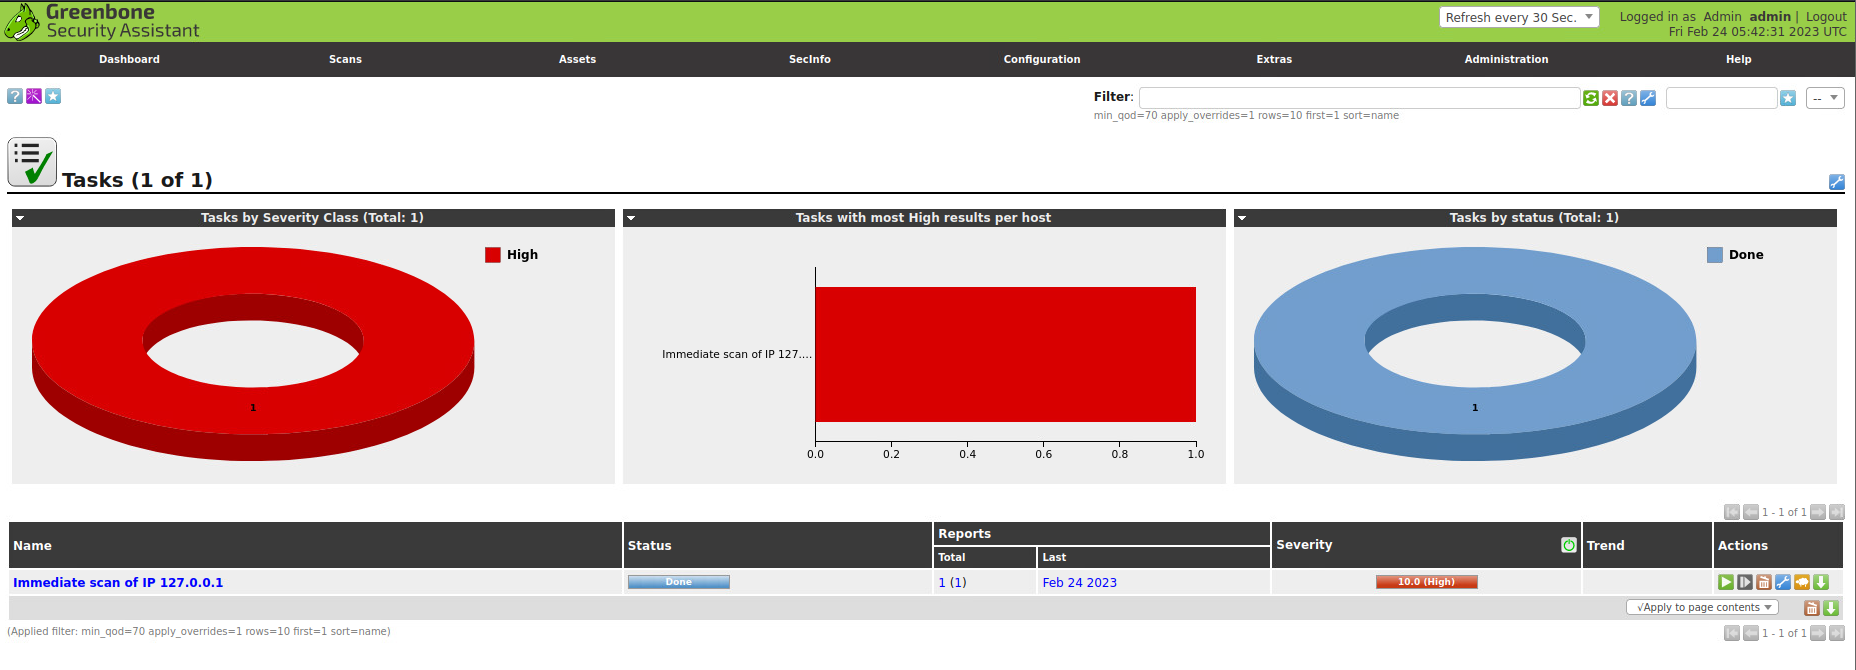 Greenbone
Security Assistant
Refresh every 30 Sec.
Logged in as Admin admin | Logout
Fri Feb 24 05:42:31 2023 UTC
Dashboard Scans Assets SecInfo Configuration Extras Administration Help
Filter:
--
min_qod=70 apply_overrides=1 rows=10 first=1 sort=name
Tasks (1 of 1)
Tasks by Severity Class (Total: 1)
High
1
Tasks with most High results per host
Immediate scan of IP 127....
0.0 0.2 0.4 0.6 0.8 1.0
Tasks by status (Total: 1)
Done
1
1 - 1 of 1
Name Status Reports Severity Trend Actions
Total Last
Immediate scan of IP 127.0.0.1 Done 1 (1) Feb 24 2023 10.0 (High)
√Apply to page contents
(Applied filter: min_qod=70 apply_overrides=1 rows=10 first=1 sort=name)
1 - 1 of 1